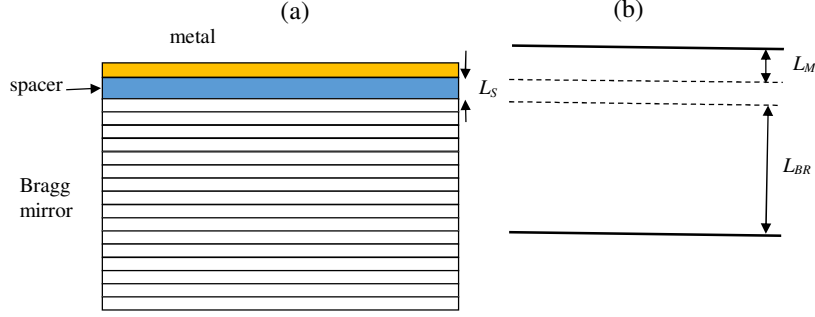 (a)
(b)
metal
spacer
L_S
L_M
Bragg
mirror
L_BR